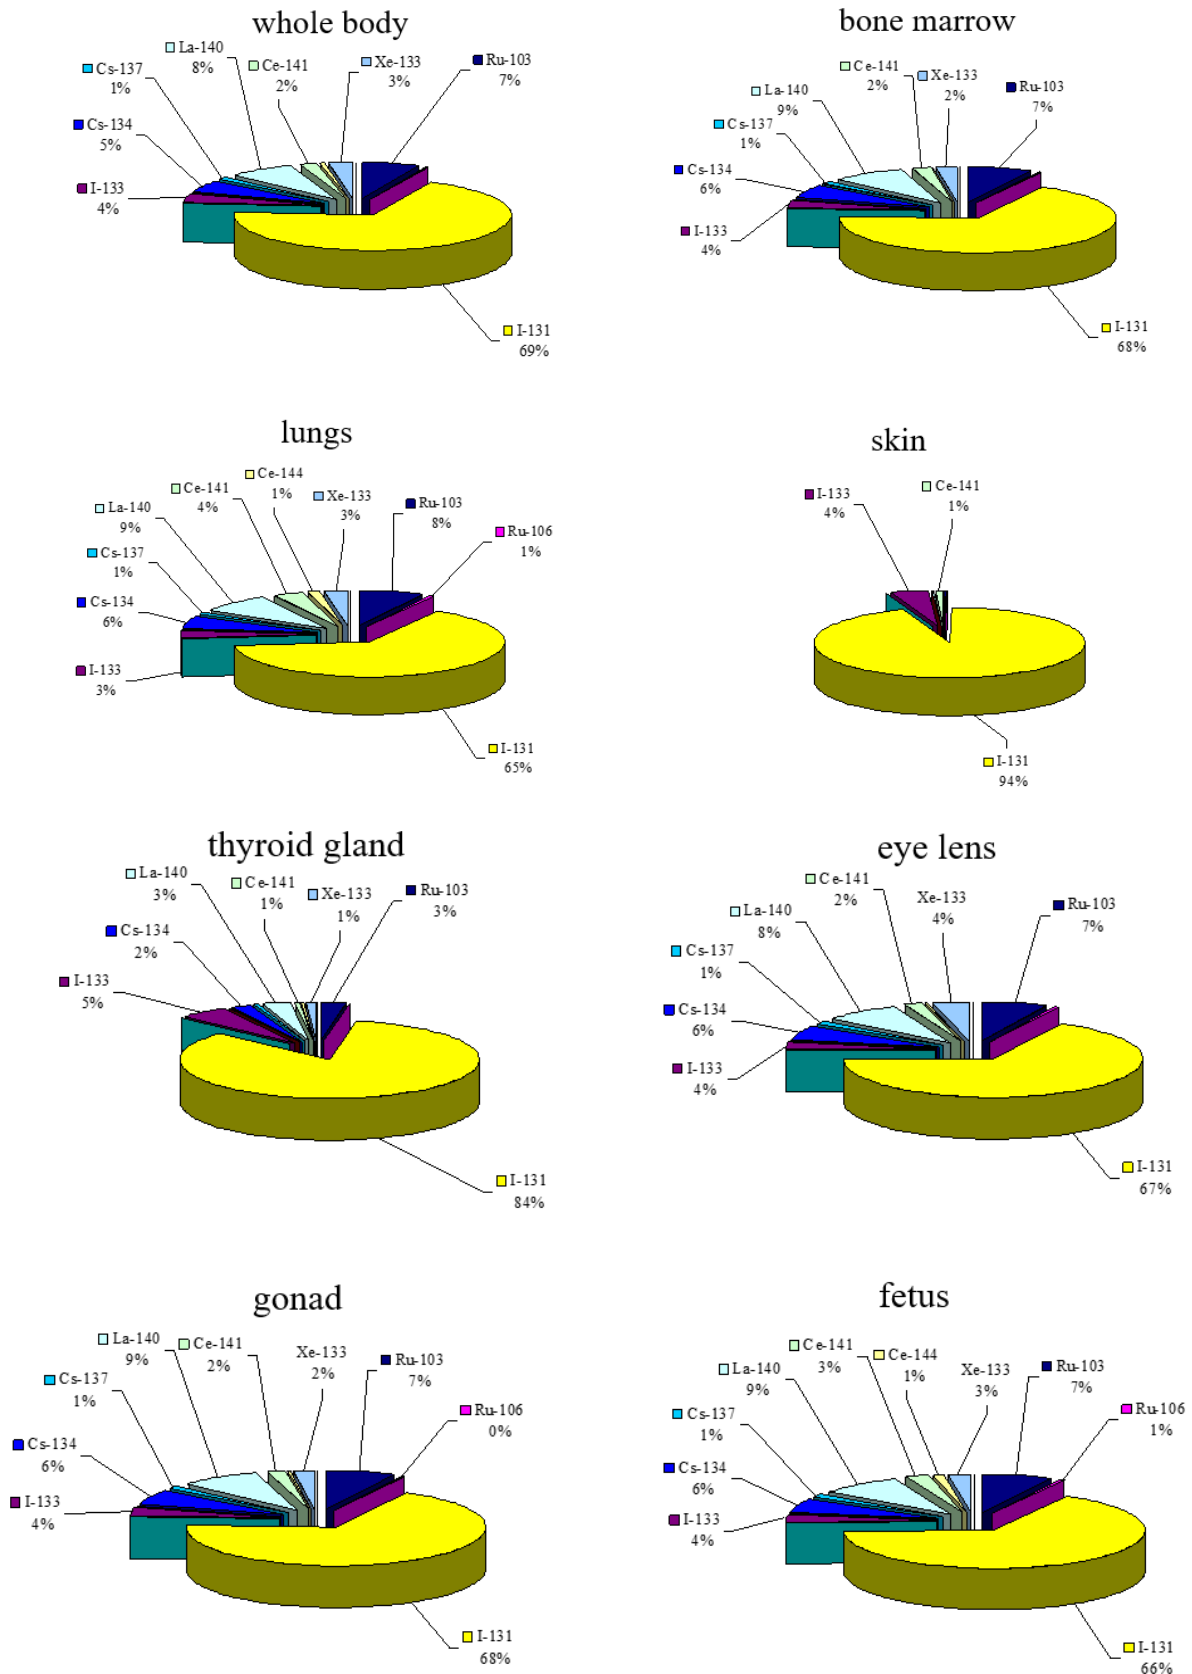 whole body
La-140
8%
Ce-141
2%
Xe-133
3%
Ru-103
7%
Cs-137
1%
Cs-134
5%
I-133
4%
I-131
69%
bone marrow
Ce-141
2%
Xe-133
2%
Ru-103
7%
La-140
9%
Cs-137
1%
Cs-134
6%
I-133
4%
I-131
68%
lungs
Ce-144
1%
Ce-141
4%
Xe-133
3%
Ru-103
8%
La-140
9%
Ru-106
1%
Cs-137
1%
Cs-134
6%
I-133
3%
I-131
65%
skin
I-133
4%
Ce-141
1%
I-131
94%
thyroid gland
La-140
3%
Ce-141
1%
Xe-133
1%
Ru-103
3%
Cs-134
2%
I-133
5%
I-131
84%
eye lens
Ce-141
2%
Xe-133
4%
Ru-103
7%
La-140
8%
Cs-137
1%
Cs-134
6%
I-133
4%
I-131
67%
gonad
La-140
9%
Ce-141
2%
Xe-133
2%
Ru-103
7%
Cs-137
1%
Ru-106
0%
Cs-134
6%
I-133
4%
I-131
68%
fetus
Ce-141
3%
Ce-144
1%
Xe-133
3%
Ru-103
7%
La-140
9%
Ru-106
1%
Cs-137
1%
Cs-134
6%
I-133
4%
I-131
66%